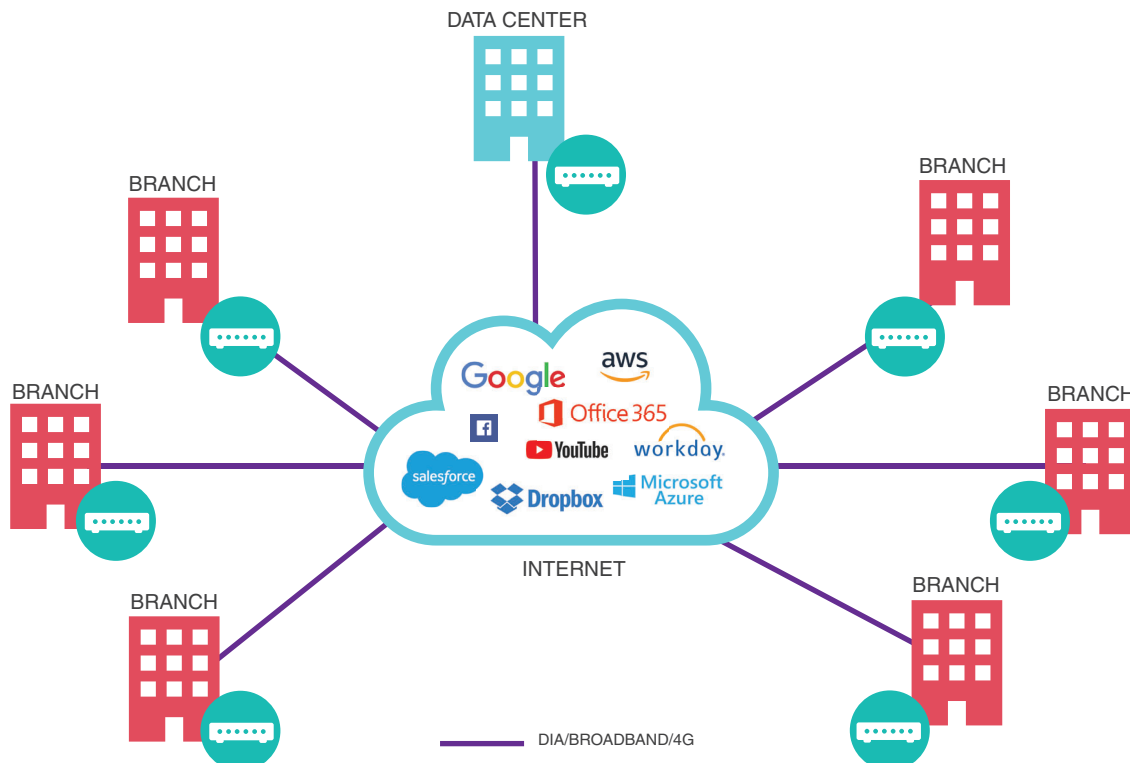 DATA CENTER
BRANCH
BRANCH
BRANCH
BRANCH
BRANCH
BRANCH
Google
aws
Office 365
f
YouTube
workday.
salesforce
Dropbox
Microsoft
Azure
INTERNET
DIA/BROADBAND/4G